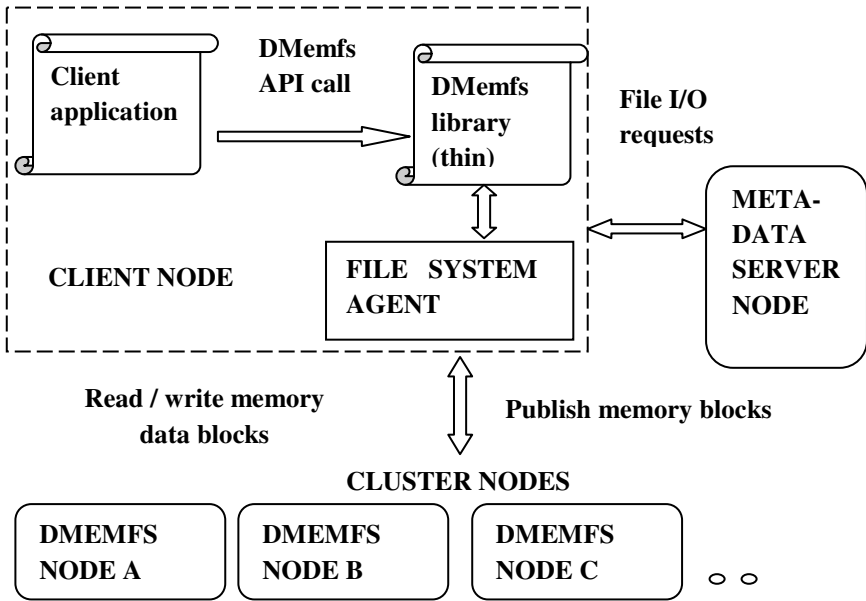 Client
application
DMemfs
API call
DMemfs
library
(thin)
File I/O
requests
META-
DATA
SERVER
NODE
CLIENT NODE
FILE SYSTEM
AGENT
Read / write memory
data blocks
Publish memory blocks
CLUSTER NODES
DMEMFS
NODE A
DMEMFS
NODE B
DMEMFS
NODE C